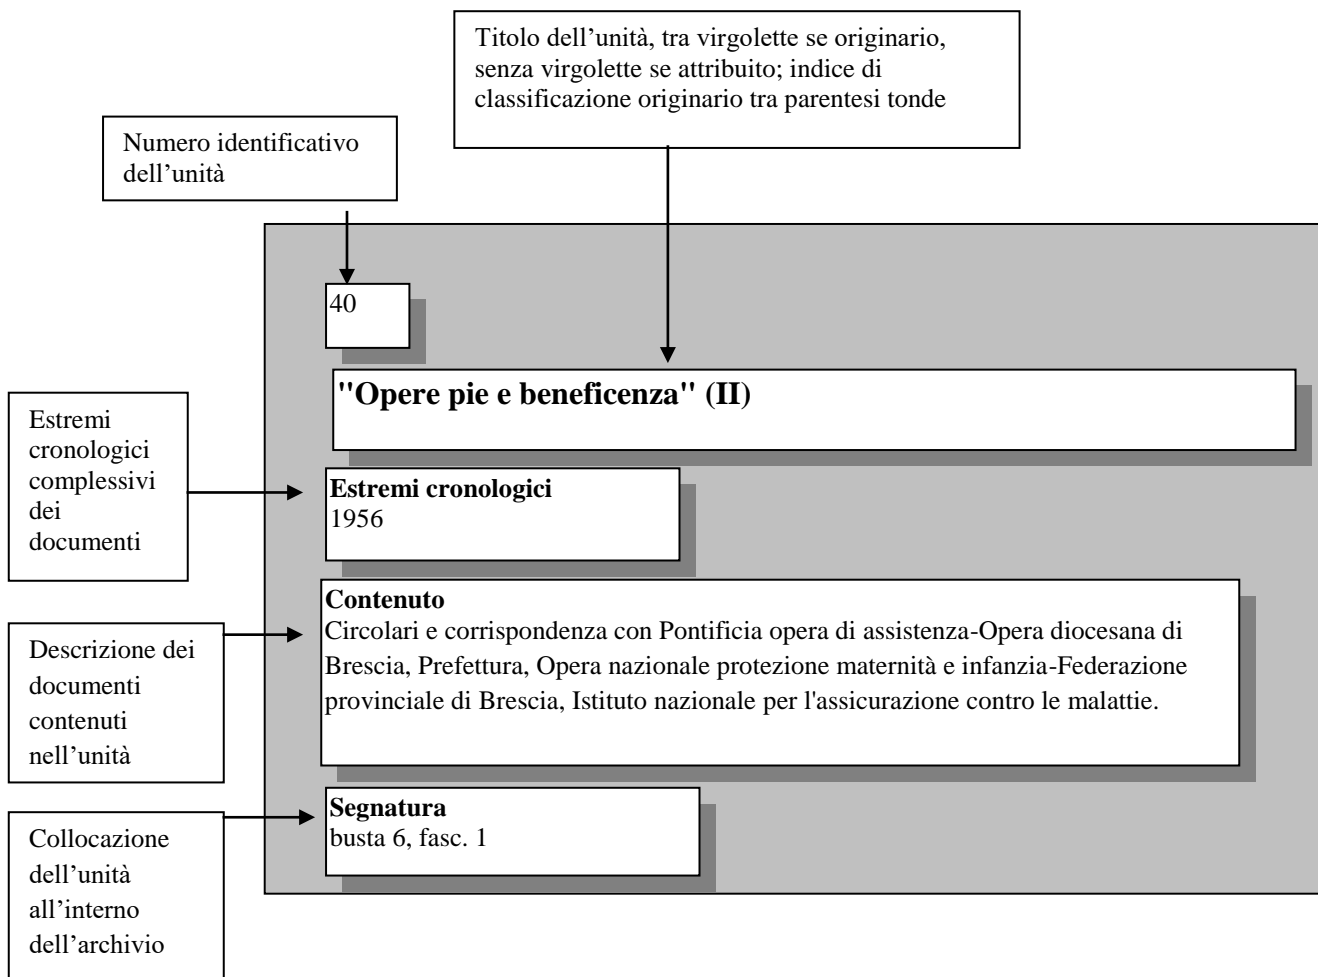 Titolo dell’unità, tra virgolette se originario,
senza virgolette se attribuito; indice di
classificazione originario tra parentesi tonde
Numero identificativo
dell’unità
40
"Opere pie e beneficenza" (II)
Estremi
cronologici
complessivi
dei
documenti
Estremi cronologici
1956
Contenuto
Circolari e corrispondenza con Pontificia opera di assistenza-Opera diocesana di
Brescia, Prefettura, Opera nazionale protezione maternità e infanzia-Federazione
provinciale di Brescia, Istituto nazionale per l'assicurazione contro le malattie.
Descrizione dei
documenti
contenuti
nell’unità
Segnatura
busta 6, fasc. 1
Collocazione
dell’unità
all’interno
dell’archivio